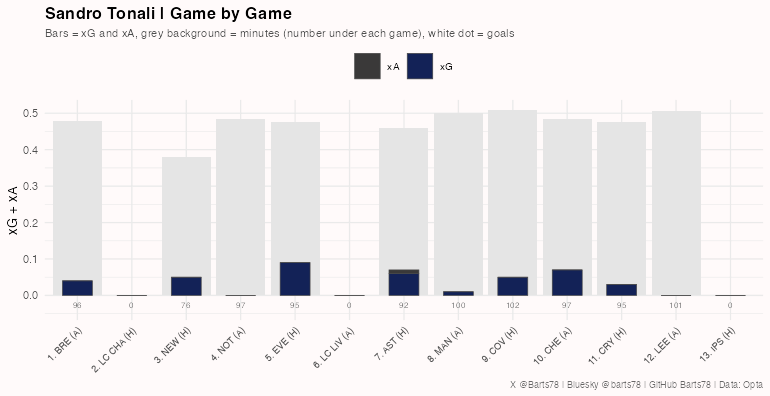 Sandro Tonali | Game by Game
Bars = xG and xA, grey background = minutes (number under each game), white dot = goals
xA xG
xG + xA
0.5
0.4
0.3
0.2
0.1
0.0
96 0 76 97 95 0 92 100 102 97 95 101 0
1. BRE (A)
2. LC CHA (H)
3. NEW (H)
4. NOT (A)
5. EVE (H)
6. LC LIV (A)
7. AST (H)
8. MAN (A)
9. COV (H)
10. CHE (A)
11. CRY (H)
12. LEE (A)
13. IPS (H)
X @Barts78 | Bluesky @barts78 | GitHub Barts78 | Data: Opta